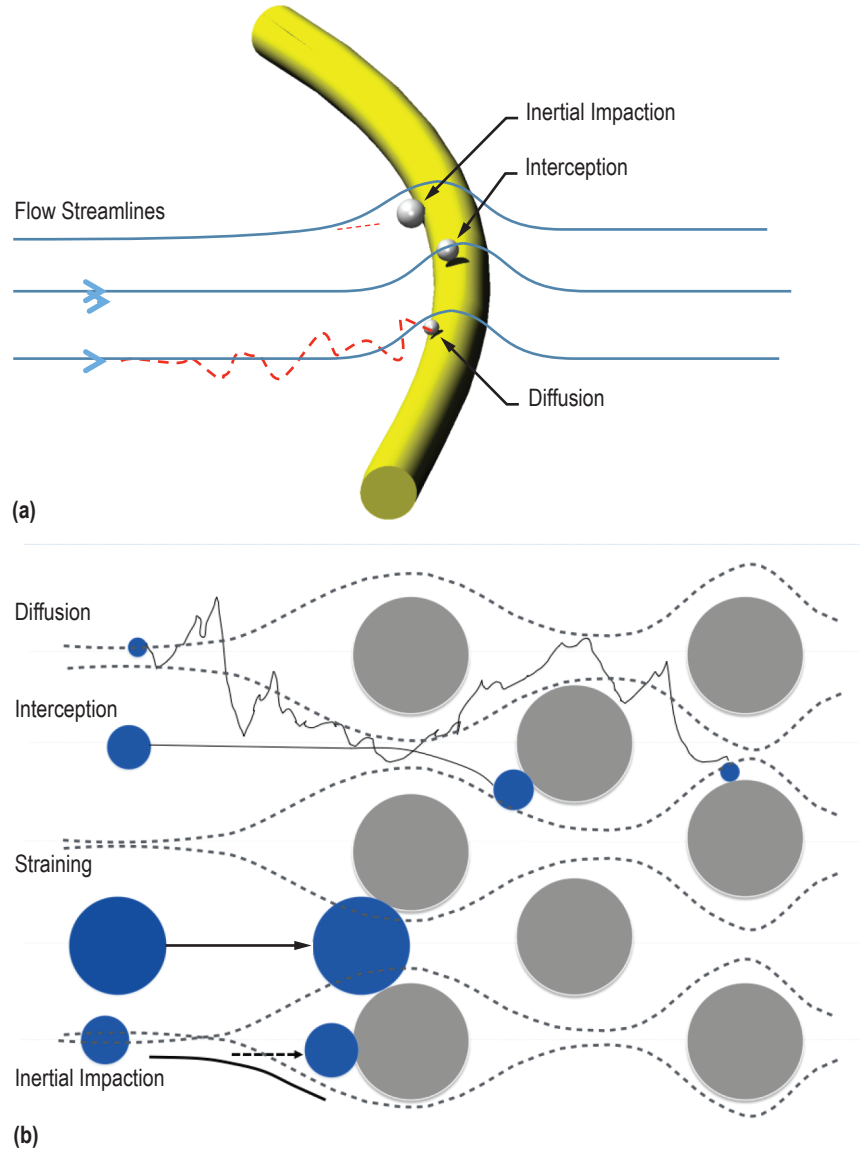 Inertial Impaction
Interception
Flow Streamlines
Diffusion
(a)
Diffusion
Interception
Straining
Inertial Impaction
(b)